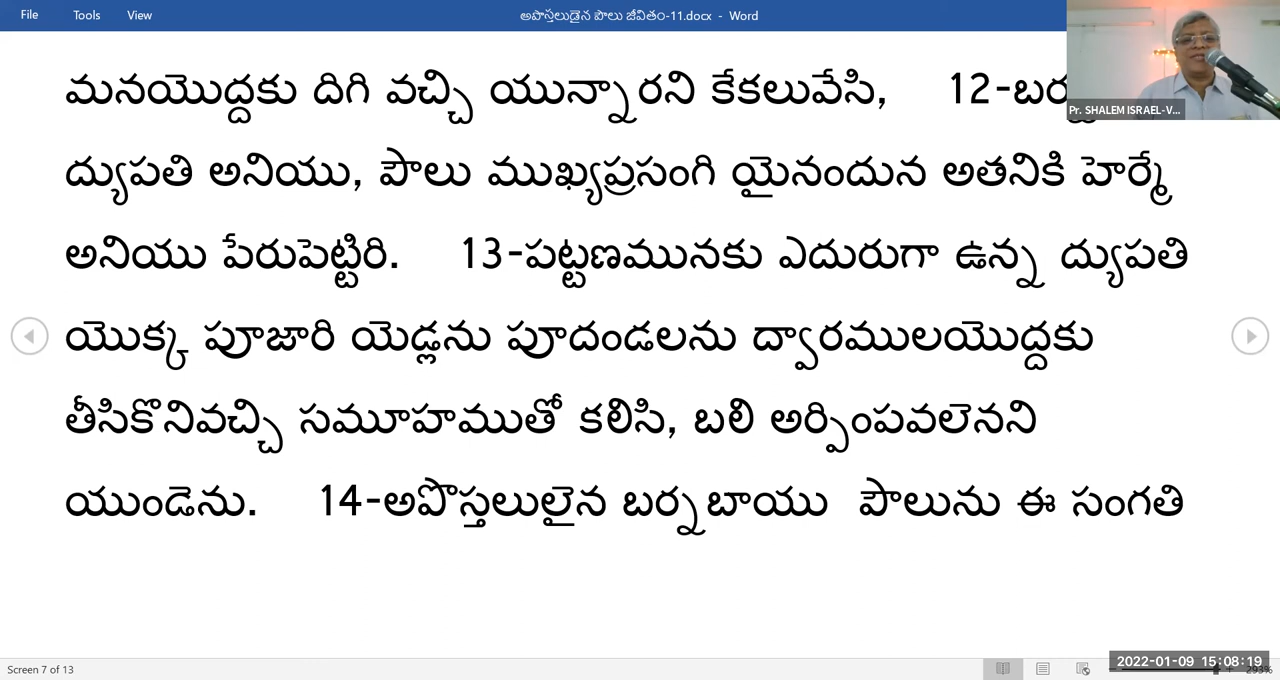 File Tools View అపొస్తలుడైన పౌలు జీవితం-11.docx - Word
మనయొద్దకు దిగి వచ్చి యున్నారని కేకలువేసి, 12-
Pr. SHALEM ISRAEL-V...
ద్యుపతి అనియు, పౌలు ముఖ్యప్రసంగి యైనందున అతనికి హెర్మే
అనియు పేరుపెట్టిరి. 13-పట్టణమునకు ఎదురుగా ఉన్న ద్యుపతి
యొక్క పూజారి యెడ్లను పూదండలను ద్వారములయొద్దకు
తీసికొనివచ్చి సమూహముతో కలిసి, బలి అర్పింపవలెనని
యుండెను. 14-అపొస్తలులైన బర్నబాయు పౌలును ఈ సంగతి
Screen 7 of 13
2022-01-09 15:08:19
293%